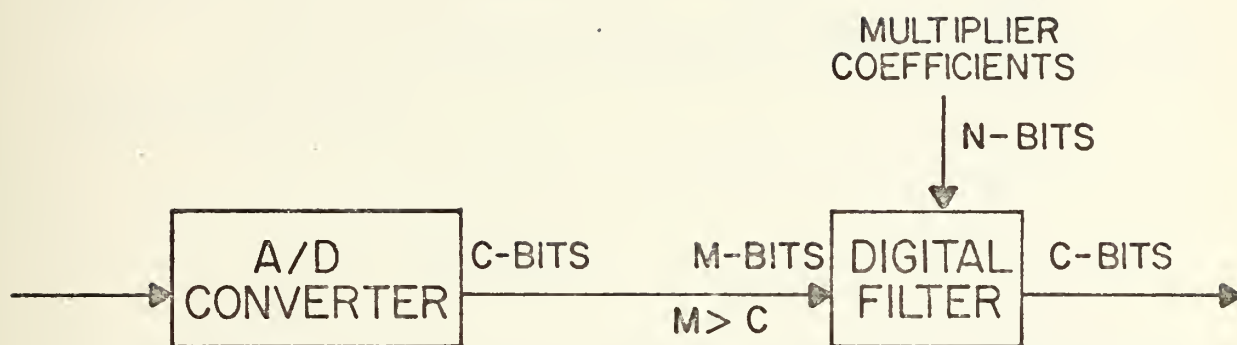 MULTIPLIER
COEFFICIENTS
N-BITS
A/D
CONVERTER
C-BITS
M-BITS
M> C
DIGITAL
FILTER
C-BITS